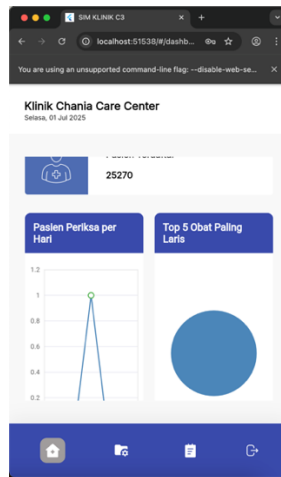 SIM KLINIK C3
localhost:51538/#/dashb...
You are using an unsupported command-line flag: --disable-web-se...
Klinik Chania Care Center
Selasa, 01 Jul 2025
25270
Pasien Periksa per
Hari
Top 5 Obat Paling
Laris
1.2
1
0.8
0.6
0.4
0.2